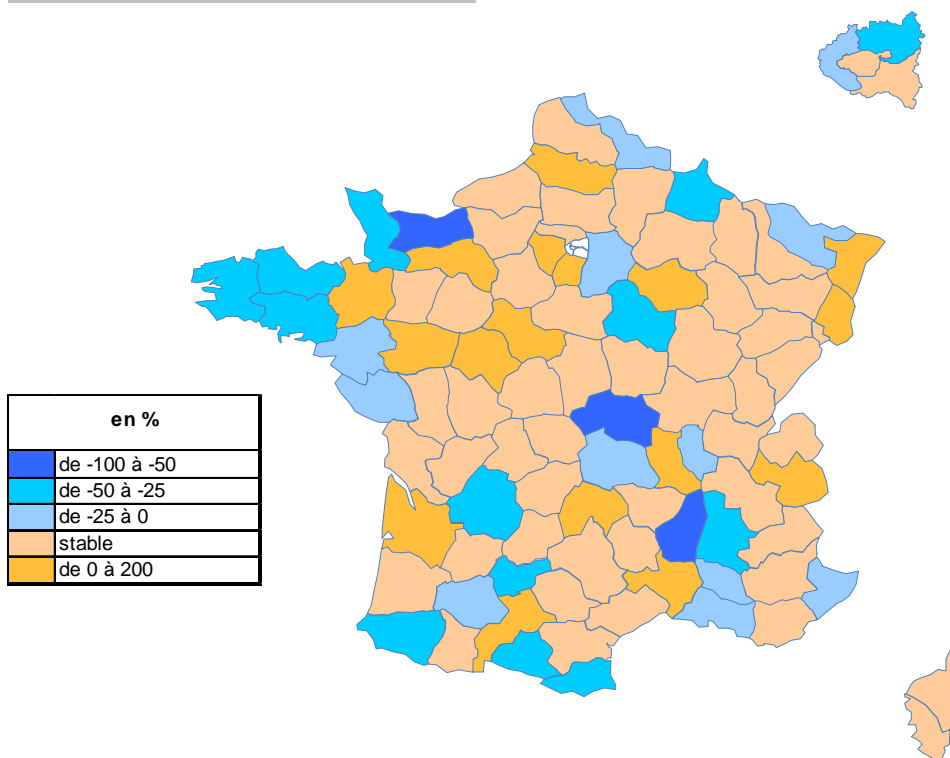 en %
de -100 à -50
de -50 à -25
de -25 à 0
stable
de 0 à 200